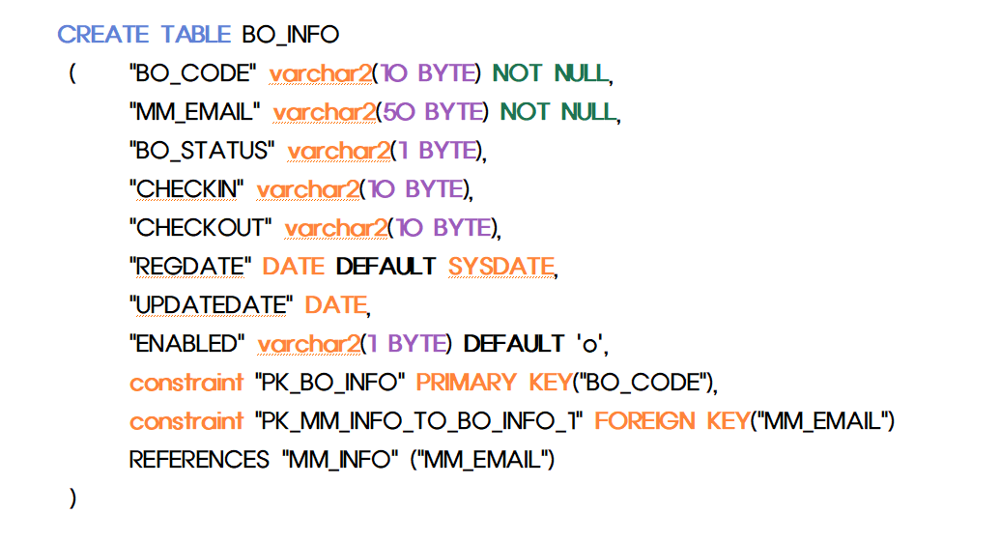 CREATE TABLE BO_INFO
( "BO_CODE" varchar2(10 BYTE) NOT NULL,
"MM_EMAIL" varchar2(50 BYTE) NOT NULL,
"BO_STATUS" varchar2(1 BYTE),
"CHECKIN" varchar2(10 BYTE),
"CHECKOUT" varchar2(10 BYTE),
"REGDATE" DATE DEFAULT SYSDATE,
"UPDATEDATE" DATE,
"ENABLED" varchar2(1 BYTE) DEFAULT 'o',
constraint "PK_BO_INFO" PRIMARY KEY("BO_CODE"),
constraint "PK_MM_INFO_TO_BO_INFO_1" FOREIGN KEY("MM_EMAIL")
REFERENCES "MM_INFO" ("MM_EMAIL")
)